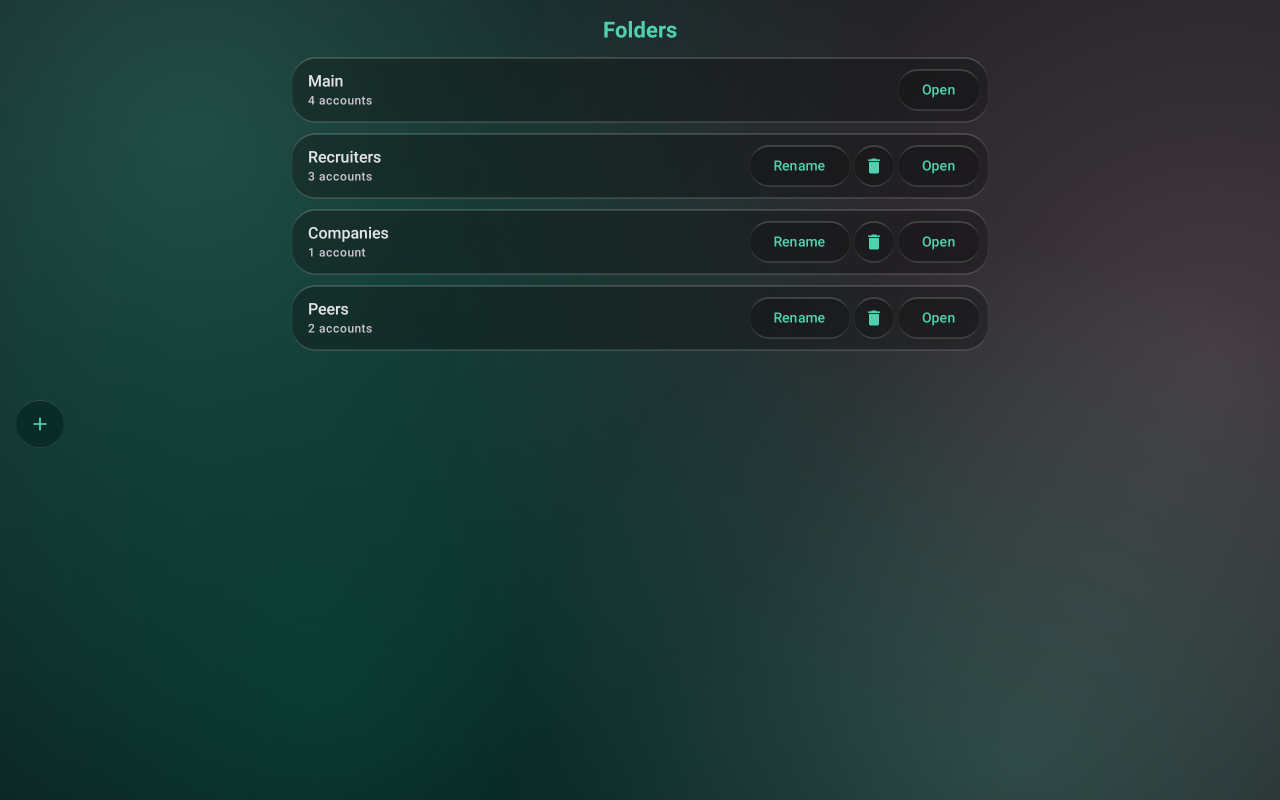 Folders
Main
4 accounts
Open
Recruiters
3 accounts
Rename
Open
Companies
1 account
Rename
Open
Peers
2 accounts
Rename
Open